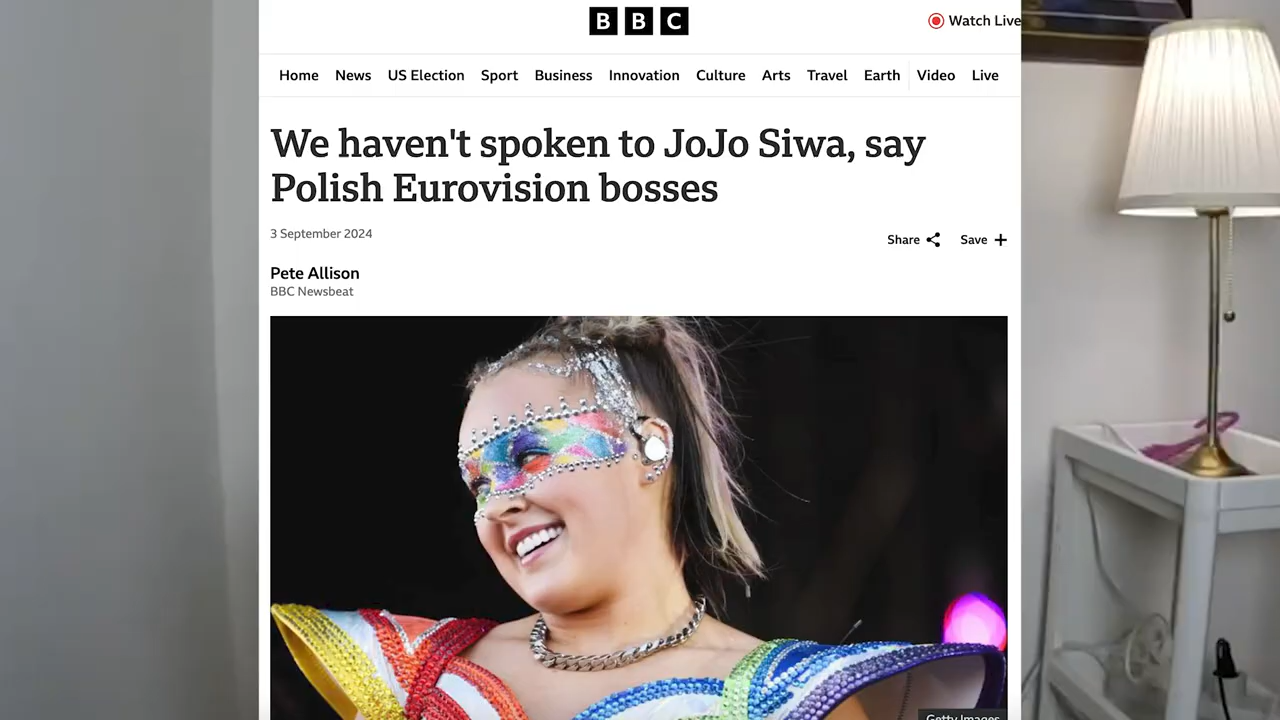 BBC
Watch Live
Home News US Election Sport Business Innovation Culture Arts Travel Earth Video Live
We haven't spoken to JoJo Siwa, say
Polish Eurovision bosses
3 September 2024
Share Save
Pete Allison
BBC Newsbeat
Getty Images